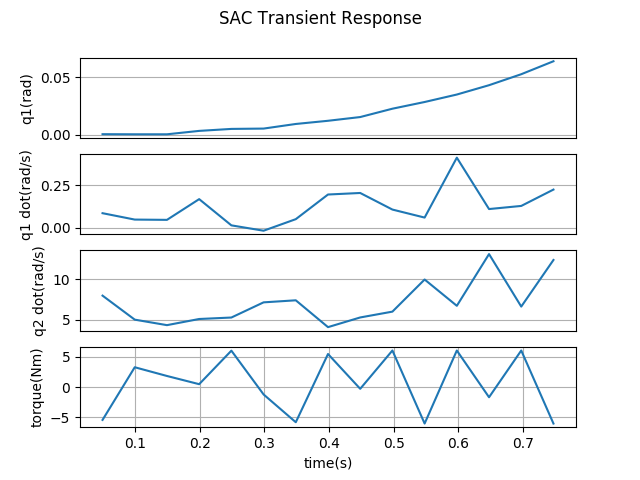 SAC Transient Response
q1(rad)
0.05
0.00
q1 dot(rad/s)
0.25
0.00
q2 dot(rad/s)
10
5
torque(Nm)
5
0
−5
0.1 0.2 0.3 0.4 0.5 0.6 0.7
time(s)